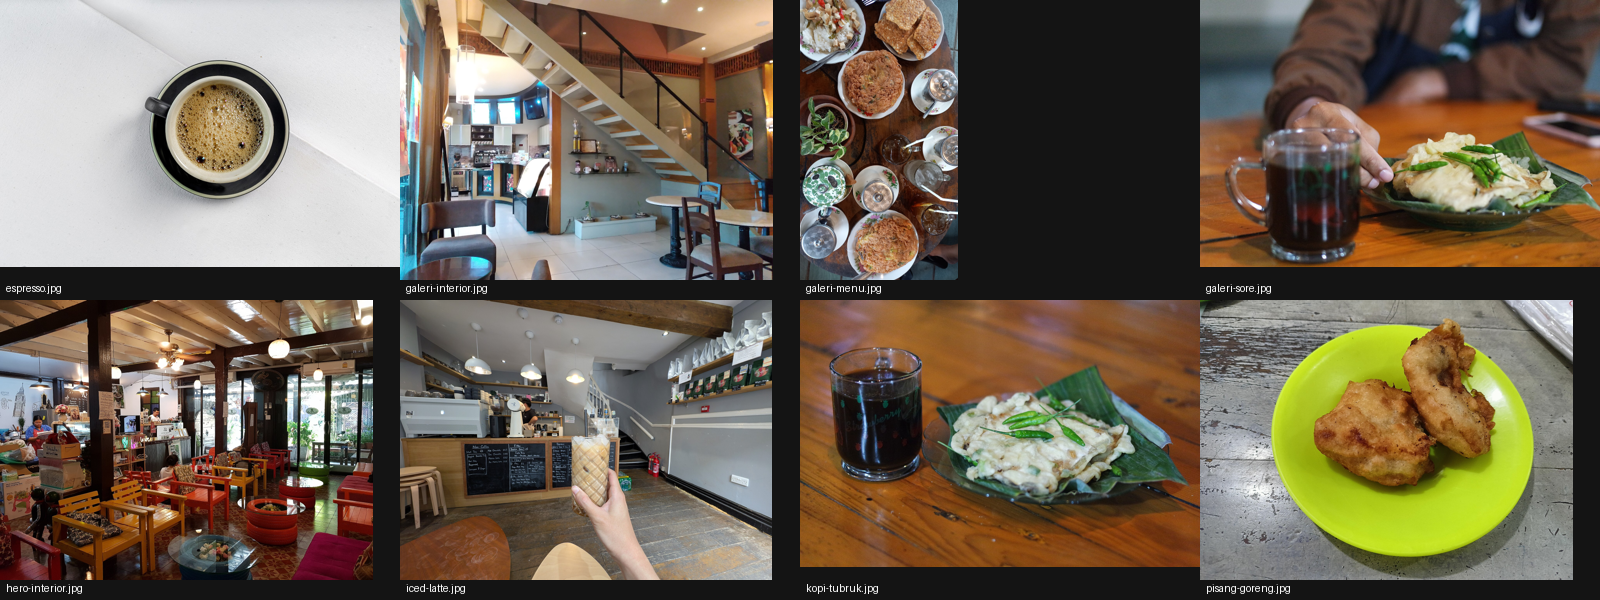 espresso.jpg
galeri-interior.jpg
galeri-menu.jpg
galeri-sore.jpg
hero-interior.jpg
iced-latte.jpg
kopi-tubruk.jpg
pisang-goreng.jpg